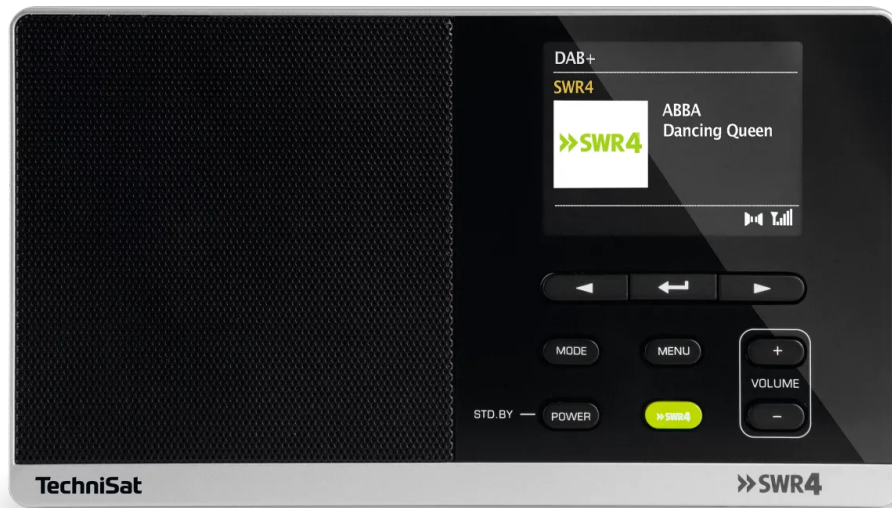 DAB+
SWR4
ABBA
SWR4
Dancing Queen
MODE
MENU
+
VOLUME
STD.BY
POWER
SWR4
−
TechniSat
SWR4